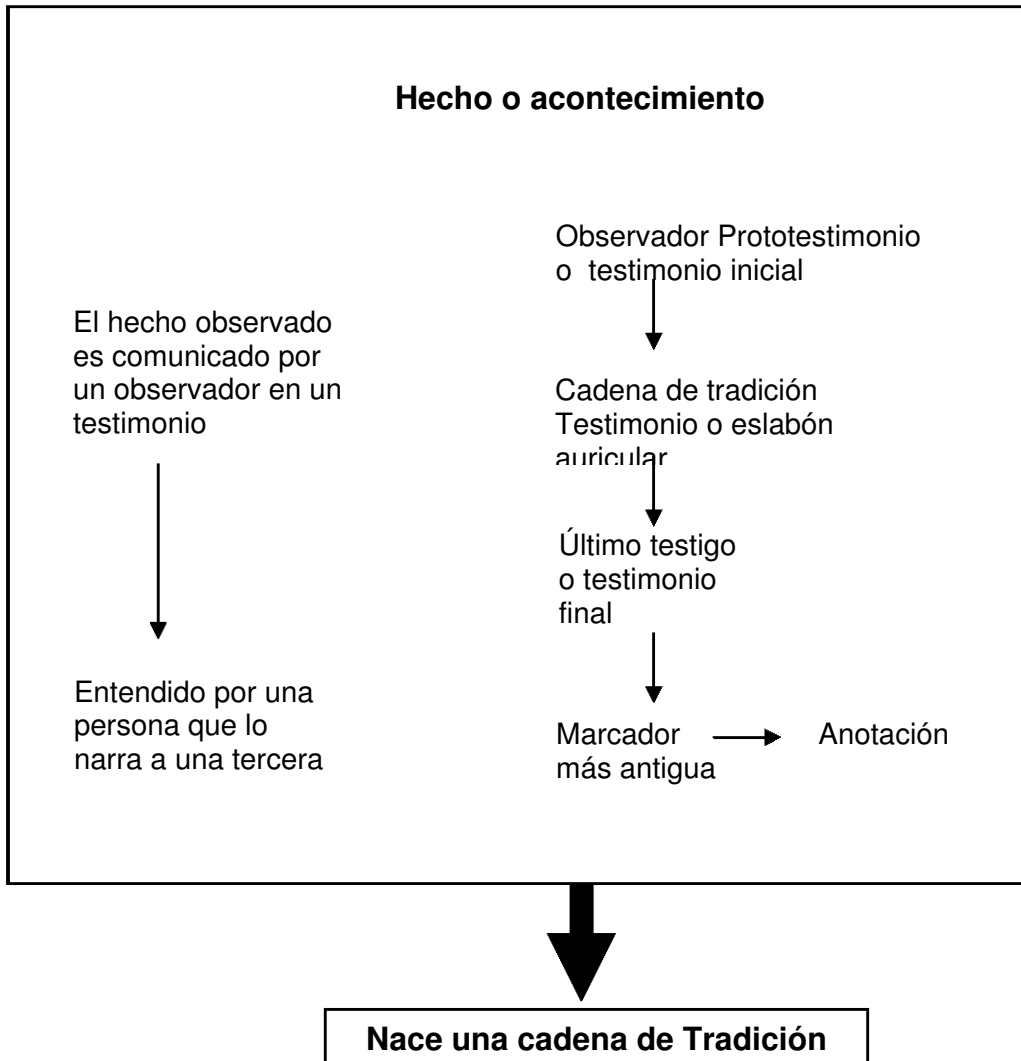 Hecho o acontecimiento
El hecho observado
es comunicado por
un observador en un
testimonio
Entendido por una
persona que lo
narra a una tercera
Observador Prototestimonio
o testimonio inicial
Cadena de tradición
Testimonio o eslabón
auricular
Último testigo
o testimonio
final
Marcador
más antigua
Anotación
Nace una cadena de Tradición